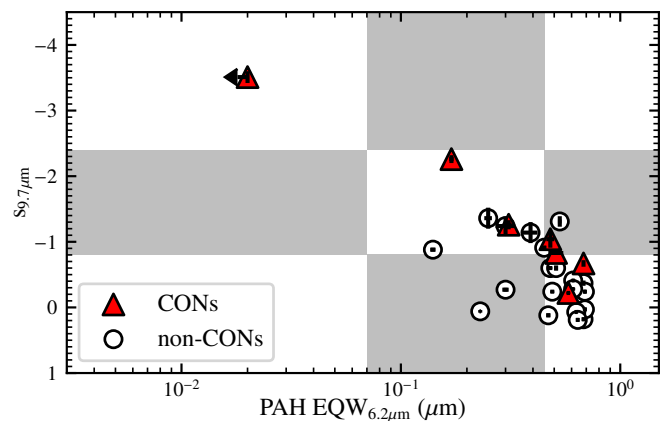 −4
−3
−2
−1
0
1
s9.7μm
CONs
non-CONs
10−2
10−1
100
PAH EQW6.2μm (μm)